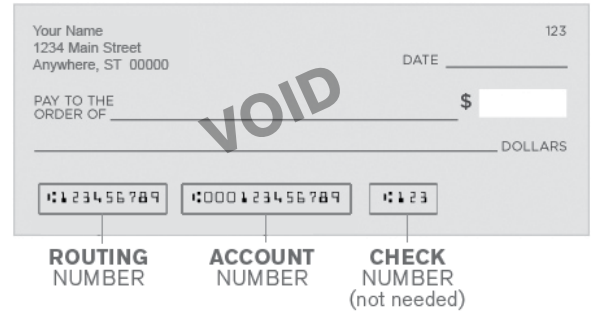 Your Name
123
1234 Main Street
Anywhere, ST 00000
DATE
VOID
PAY TO THE
ORDER OF
$
DOLLARS
⑆123456789
⑆000123456789
⑆123
ROUTING
NUMBER
ACCOUNT
NUMBER
CHECK
NUMBER
(not needed)